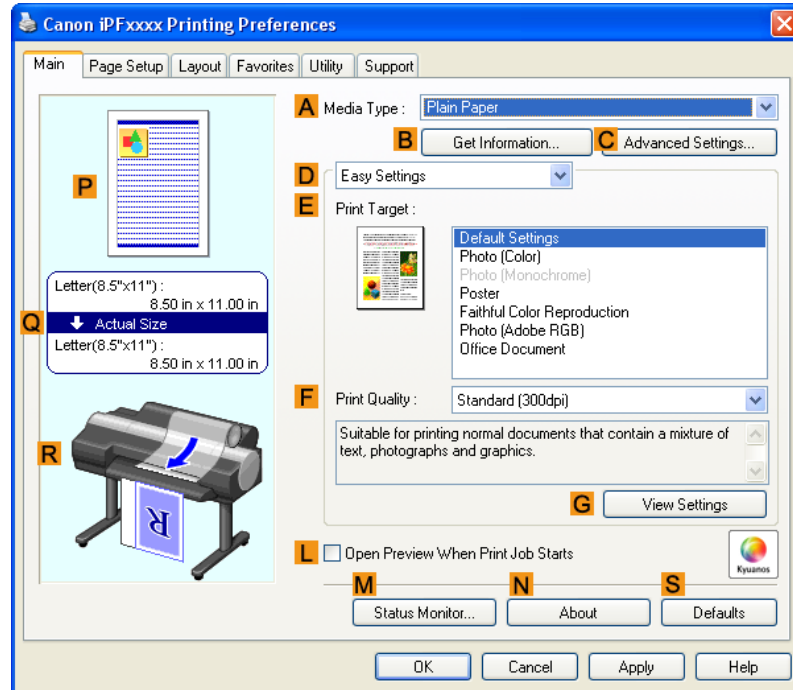 Canon iPFxxxx Printing Preferences
Main Page Setup Layout Favorites Utility Support
A Media Type : Plain Paper
B Get Information... C Advanced Settings...
D Easy Settings
E Print Target :
Default Settings
Photo (Color)
Photo (Monochrome)
Poster
Faithful Color Reproduction
Photo (Adobe RGB)
Office Document
P
Letter(8.5"x11") :
8.50 in x 11.00 in
Q Actual Size
Letter(8.5"x11") :
8.50 in x 11.00 in
F Print Quality : Standard (300dpi)
Suitable for printing normal documents that contain a mixture of
text, photographs and graphics.
R
R
G View Settings
L Open Preview When Print Job Starts
Kyuanos
M N S
Status Monitor... About Defaults
OK Cancel Apply Help